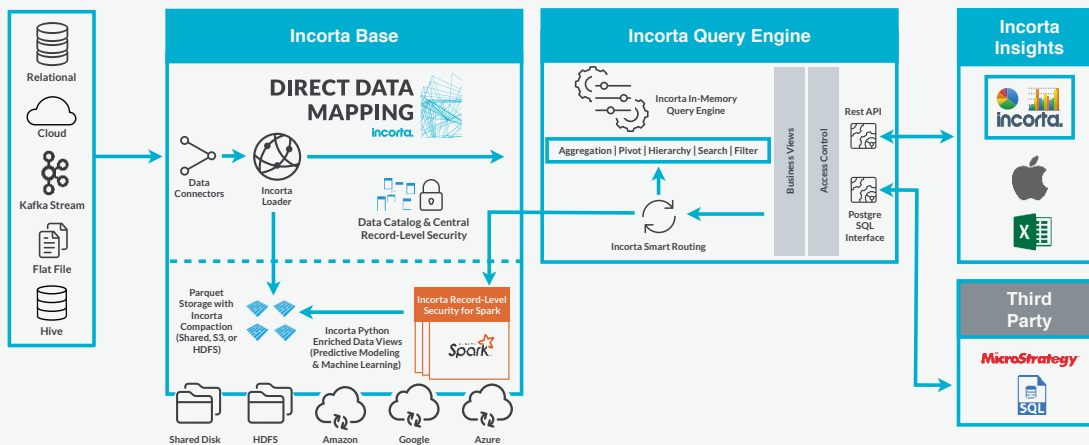 Relational
Cloud
Kafka Stream
Flat File
Hive
Incorta Base
DIRECT DATA
MAPPING
incorta.
Data
Connectors
Incorta
Loader
Data Catalog & Central
Record-Level Security
Parquet
Storage with
Incorta
Compaction
(Shared, S3, or
HDFS)
Incorta Python
Enriched Data Views
(Predictive Modeling
& Machine Learning)
Incorta Record-Level
Security for Spark
Spark
Shared Disk
HDFS
Amazon
Google
Azure
Incorta Query Engine
Incorta In-Memory
Query Engine
Aggregation | Pivot | Hierarchy | Search | Filter
Incorta Smart Routing
Business Views
Access Control
Rest API
Postgre
SQL
Interface
Incorta
Insights
incorta.
Third
Party
MicroStrategy
SQL